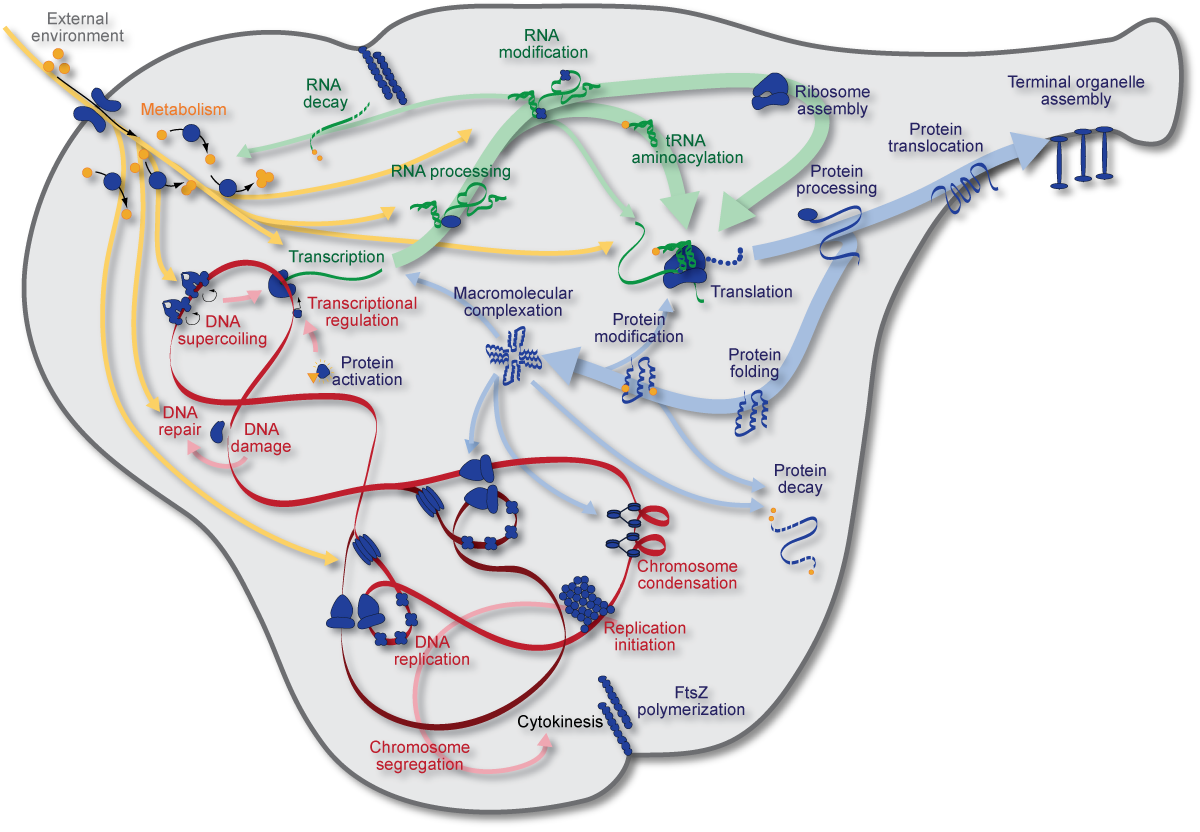 External
environment
Metabolism
RNA
decay
RNA
modification
Ribosome
assembly
Terminal organelle
assembly
tRNA
aminoacylation
Protein
translocation
RNA processing
Protein
processing
Transcription
Translation
Macromolecular
complexation
Transcriptional
regulation
DNA
supercoiling
Protein
modification
Protein
activation
Protein
folding
DNA
repair
DNA
damage
Protein
decay
Chromosome
condensation
Replication
initiation
DNA
replication
FtsZ
polymerization
Cytokinesis
Chromosome
segregation